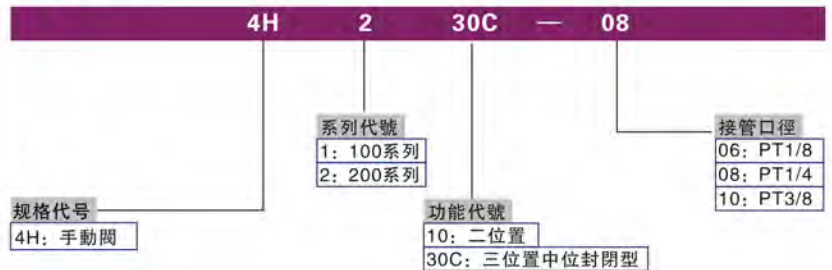 4H 2 30C — 08
系列代號
1：100系列
2：200系列
接管口徑
06：PT1/8
08：PT1/4
10：PT3/8
规格代号
4H：手動閥
功能代號
10：二位置
30C：三位置中位封閉型